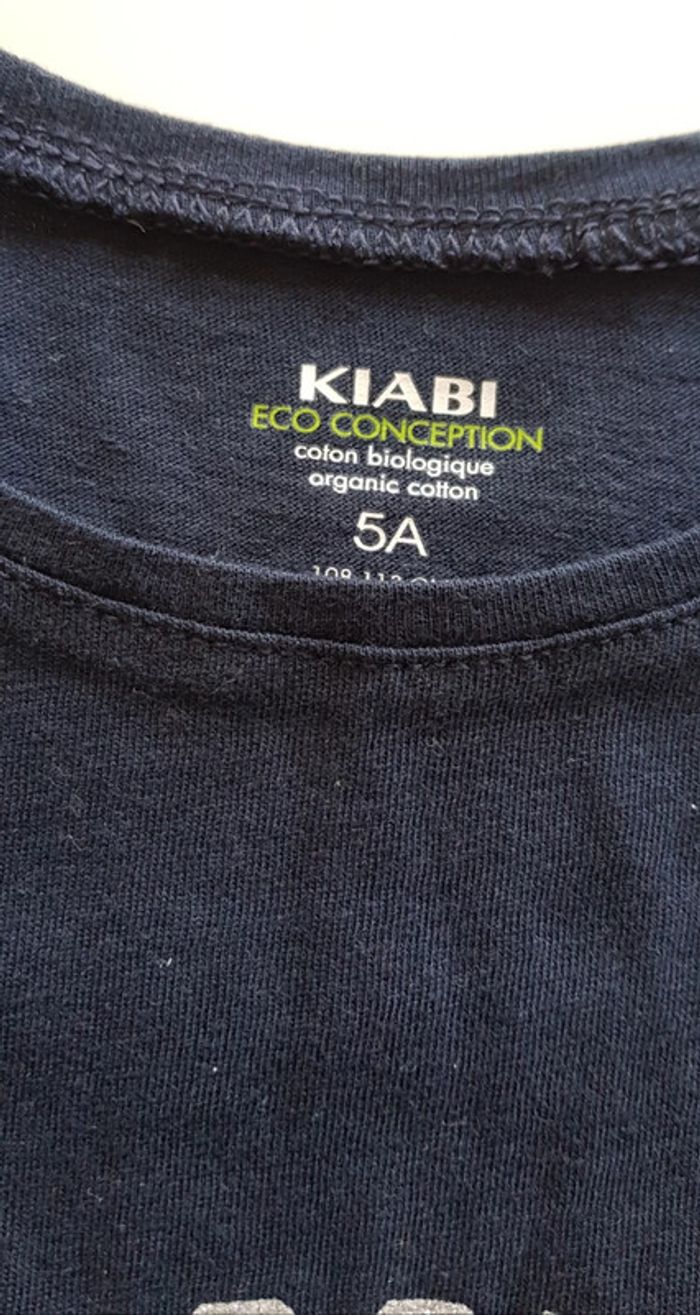 KIABI
ECO CONCEPTION
coton biologique
organic cotton
5A